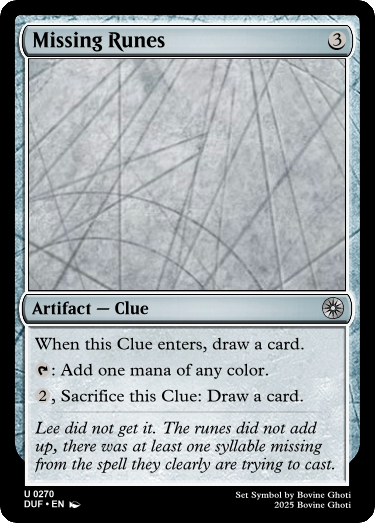 Missing Runes 3
Artifact — Clue
When this Clue enters, draw a card.
: Add one mana of any color.
2, Sacrifice this Clue: Draw a card.
Lee did not get it. The runes did not add
up, there was at least one syllable missing
from the spell they clearly are trying to cast.
U 0270
DUF • EN
Set Symbol by Bovine Ghoti
2025 Bovine Ghoti